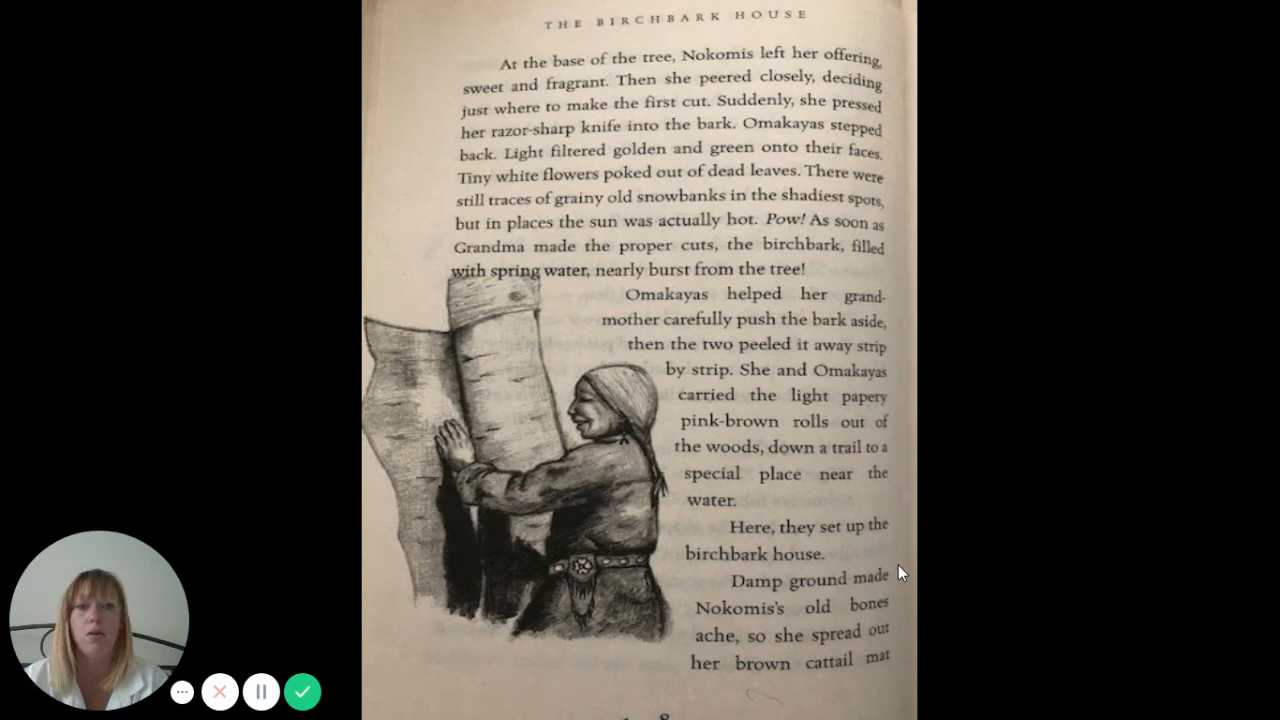 THE BIRCHBARK HOUSE
At the base of the tree, Nokomis left her offering,
sweet and fragrant. Then she peered closely, deciding
just where to make the first cut. Suddenly, she pressed
her razor-sharp knife into the bark. Omakayas stepped
back. Light filtered golden and green onto their faces.
Tiny white flowers poked out of dead leaves. There were
still traces of grainy old snowbanks in the shadiest spots,
but in places the sun was actually hot. Pow! As soon as
Grandma made the proper cuts, the birchbark, filled
with spring water, nearly burst from the tree!
Omakayas helped her grand-
mother carefully push the bark aside,
then the two peeled it away strip
by strip. She and Omakayas
carried the light papery
pink-brown rolls out of
the woods, down a trail to a
special place near the
water.
Here, they set up the
birchbark house.
Damp ground made
Nokomis's old bones
ache, so she spread out
her brown cattail mat
8